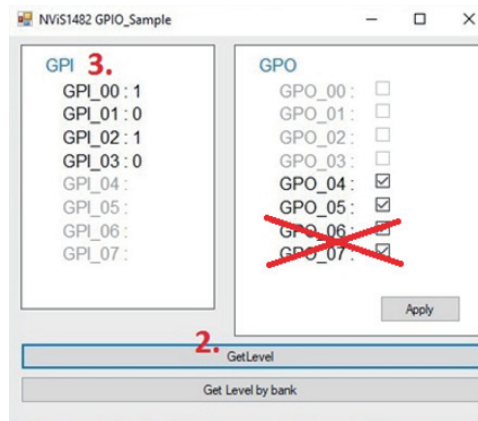 NViS1482 GPIO_Sample
GPI 3.
GPI_00 : 1
GPI_01 : 0
GPI_02 : 1
GPI_03 : 0
GPI_04 :
GPI_05 :
GPI_06 :
GPI_07 :
GPO
GPO_00 :
GPO_01 :
GPO_02 :
GPO_03 :
GPO_04 :
GPO_05 :
GPO_06 :
GPO_07 :
Apply
2.
GetLevel
Get Level by bank